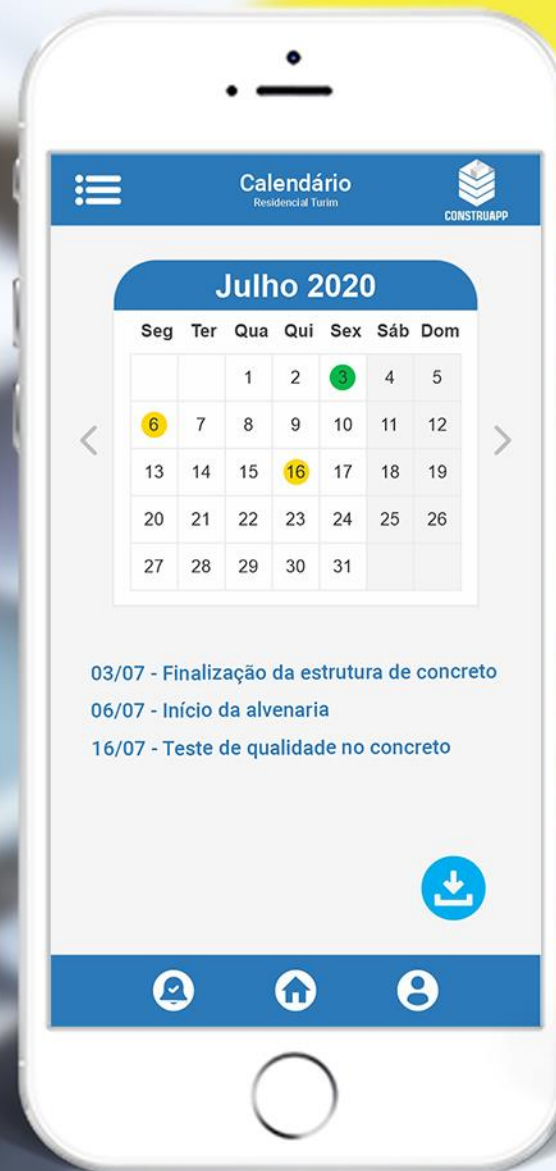 Calendário
Residencial Turim
CONSTRUAPP
Julho 2020
Seg Ter Qua Qui Sex Sáb Dom
1 2 3 4 5
6 7 8 9 10 11 12
13 14 15 16 17 18 19
20 21 22 23 24 25 26
27 28 29 30 31
03/07 - Finalização da estrutura de concreto
06/07 - Início da alvenaria
16/07 - Teste de qualidade no concreto